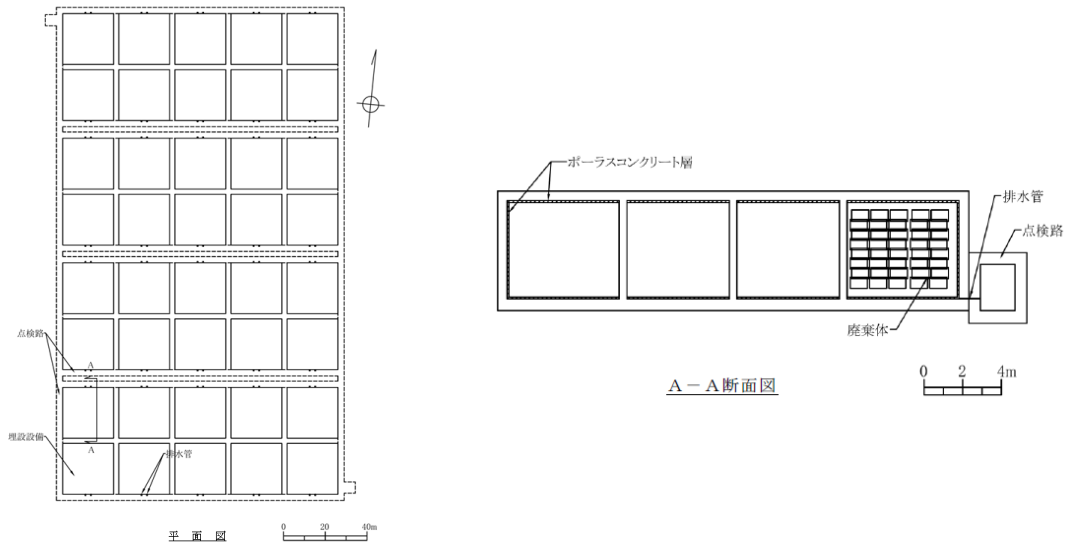 点検路
A
A
埋設設備
排水管
平面図
0 20 40m
ポーラスコンクリート層
排水管
点検路
廃棄体
A－A断面図
0 2 4m